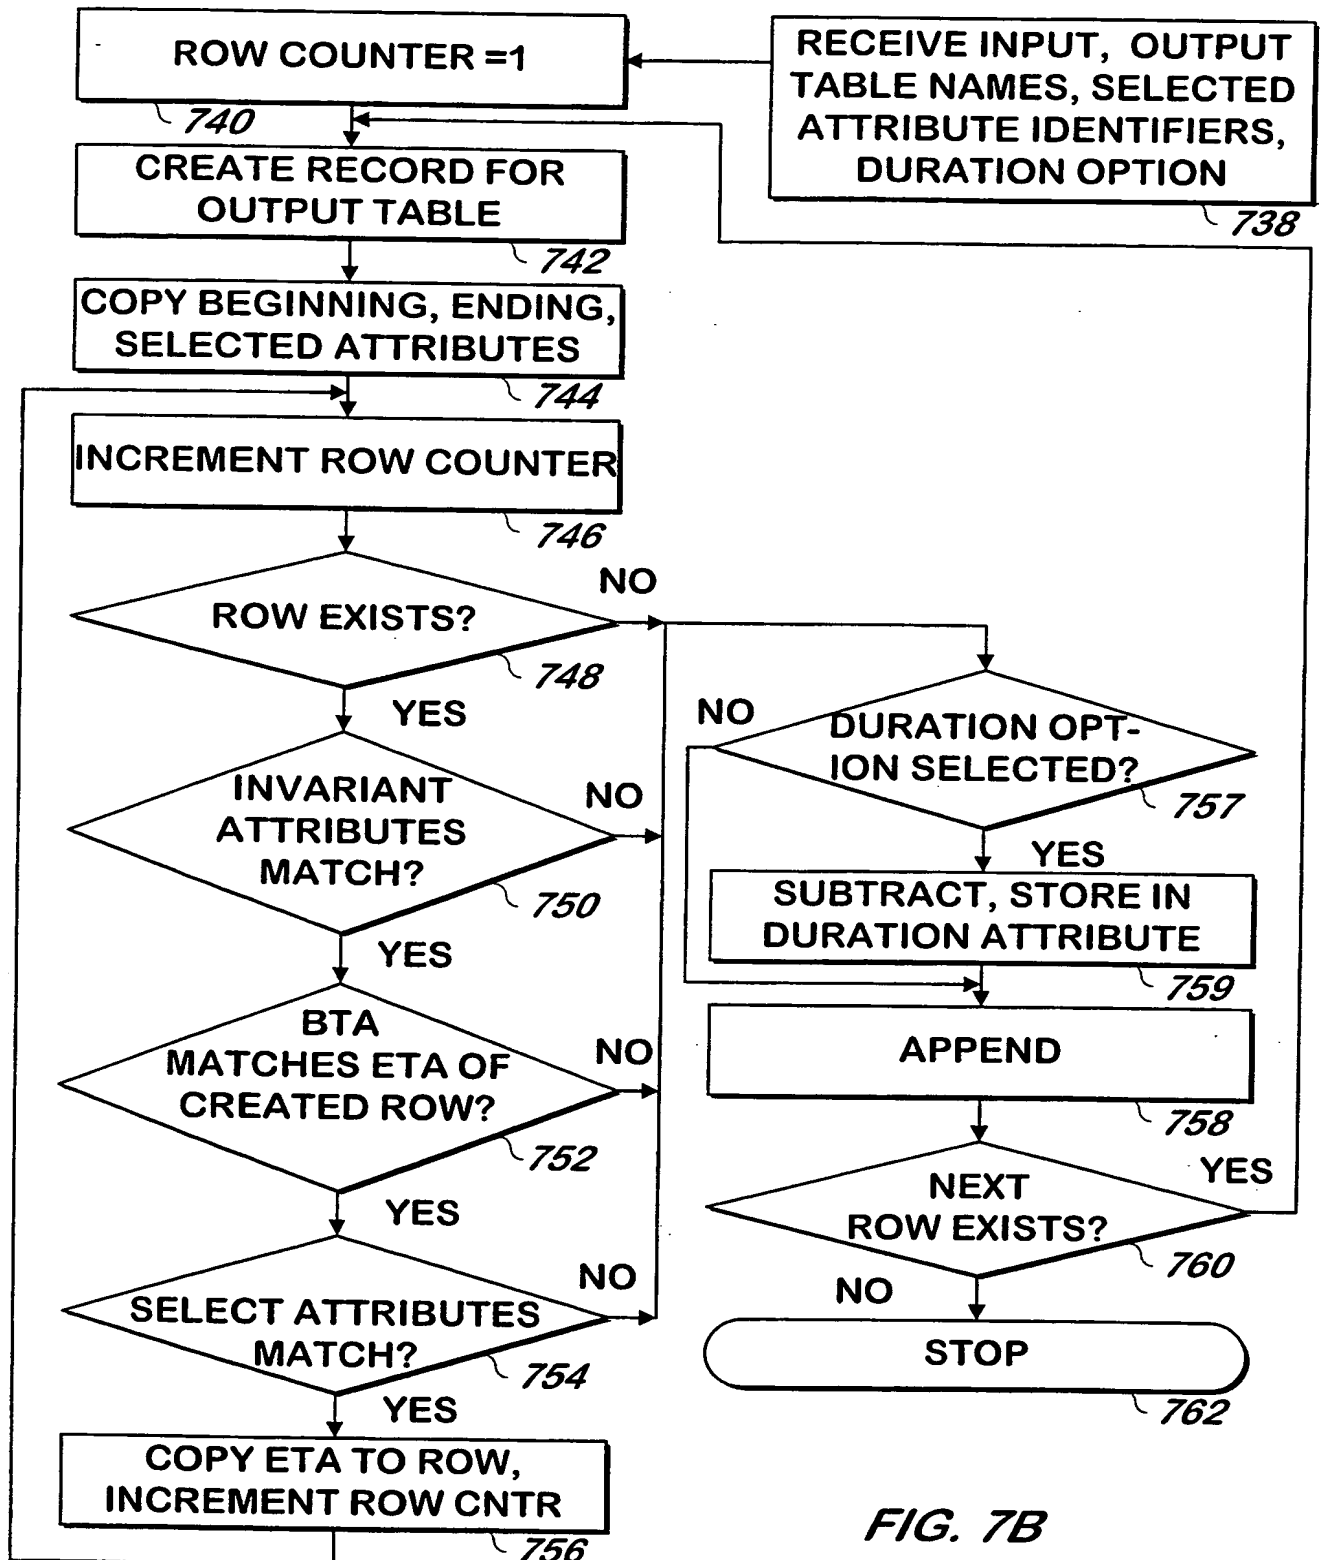 RECEIVE INPUT, OUTPUT
TABLE NAMES, SELECTED
ATTRIBUTE IDENTIFIERS,
DURATION OPTION
738
ROW COUNTER =1
740
CREATE RECORD FOR
OUTPUT TABLE
742
COPY BEGINNING, ENDING,
SELECTED ATTRIBUTES
744
INCREMENT ROW COUNTER
746
ROW EXISTS?
748
NO
YES
INVARIANT
ATTRIBUTES
MATCH?
750
NO
YES
BTA
MATCHES ETA OF
CREATED ROW?
752
NO
YES
SELECT ATTRIBUTES
MATCH?
754
NO
YES
COPY ETA TO ROW,
INCREMENT ROW CNTR
756
DURATION OPT-
ION SELECTED?
757
NO
YES
SUBTRACT, STORE IN
DURATION ATTRIBUTE
759
APPEND
758
NEXT
ROW EXISTS?
760
YES
NO
STOP
762
FIG. 7B